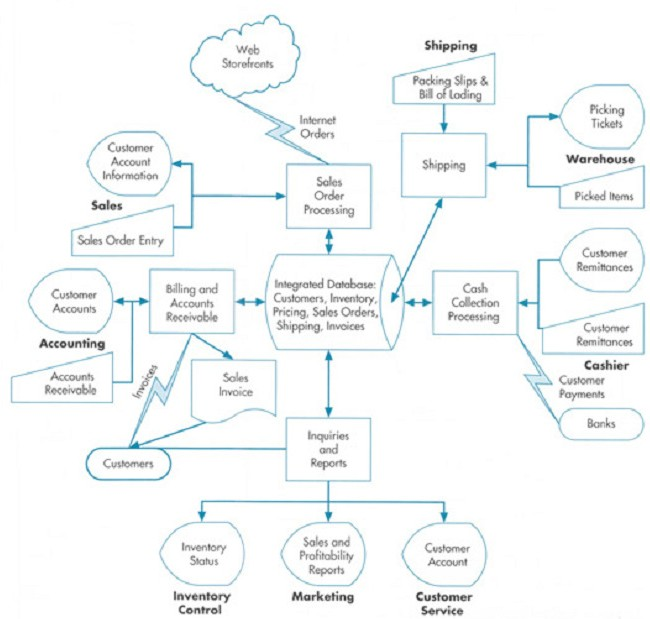 Web
Storefronts
Internet
Orders
Shipping
Packing Slips &
Bill of Lading
Shipping
Picking
Tickets
Warehouse
Picked Items
Customer
Account
Information
Sales
Sales Order Entry
Sales
Order
Processing
Customer
Accounts
Accounting
Accounts
Receivable
Billing and
Accounts
Receivable
Integrated Database:
Customers, Inventory,
Pricing, Sales Orders,
Shipping, Invoices
Cash
Collection
Processing
Customer
Remittances
Customer
Remittances
Cashier
Customer
Payments
Banks
Invoices
Sales
Invoice
Customers
Inquiries
and
Reports
Inventory
Status
Inventory
Control
Sales and
Profitability
Reports
Marketing
Customer
Account
Customer
Service